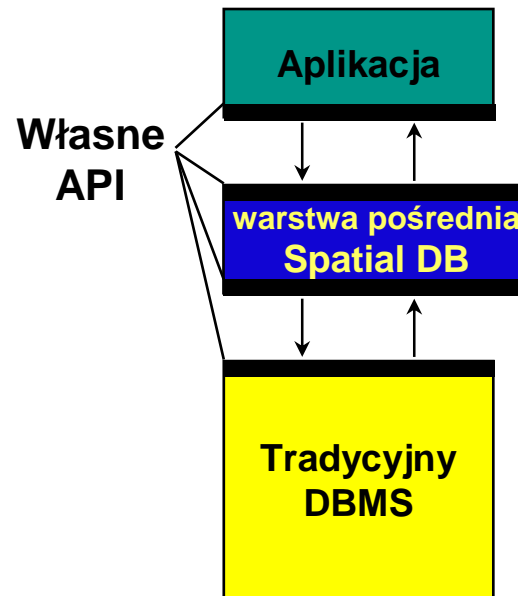 Aplikacja
Własne
API
warstwa pośrednia
Spatial DB
Tradycyjny
DBMS